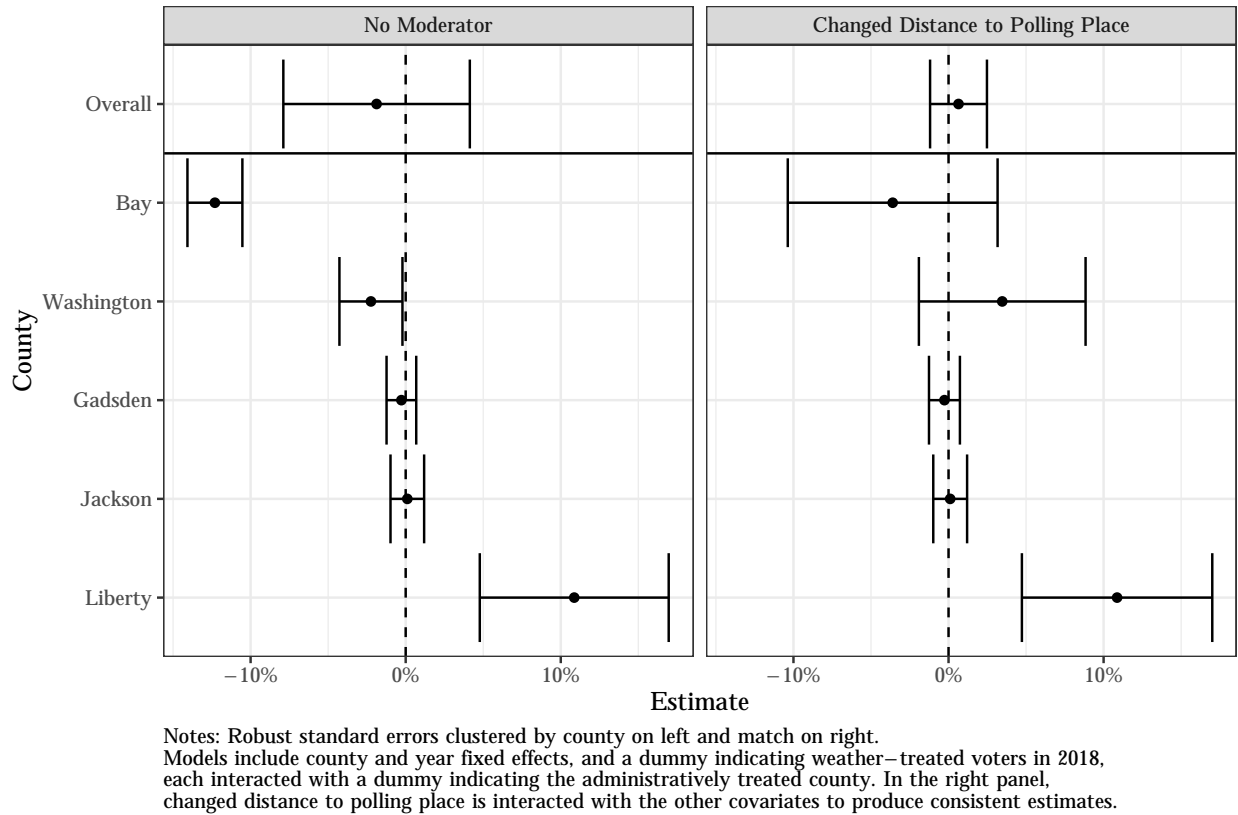 No Moderator
Changed Distance to Polling Place
Overall
Bay
Washington
Gadsden
Jackson
Liberty
County
−10%
0%
10%
−10%
0%
10%
Estimate
Notes: Robust standard errors clustered by county on left and match on right.
Models include county and year fixed effects, and a dummy indicating weather−treated voters in 2018,
each interacted with a dummy indicating the administratively treated county. In the right panel,
changed distance to polling place is interacted with the other covariates to produce consistent estimates.